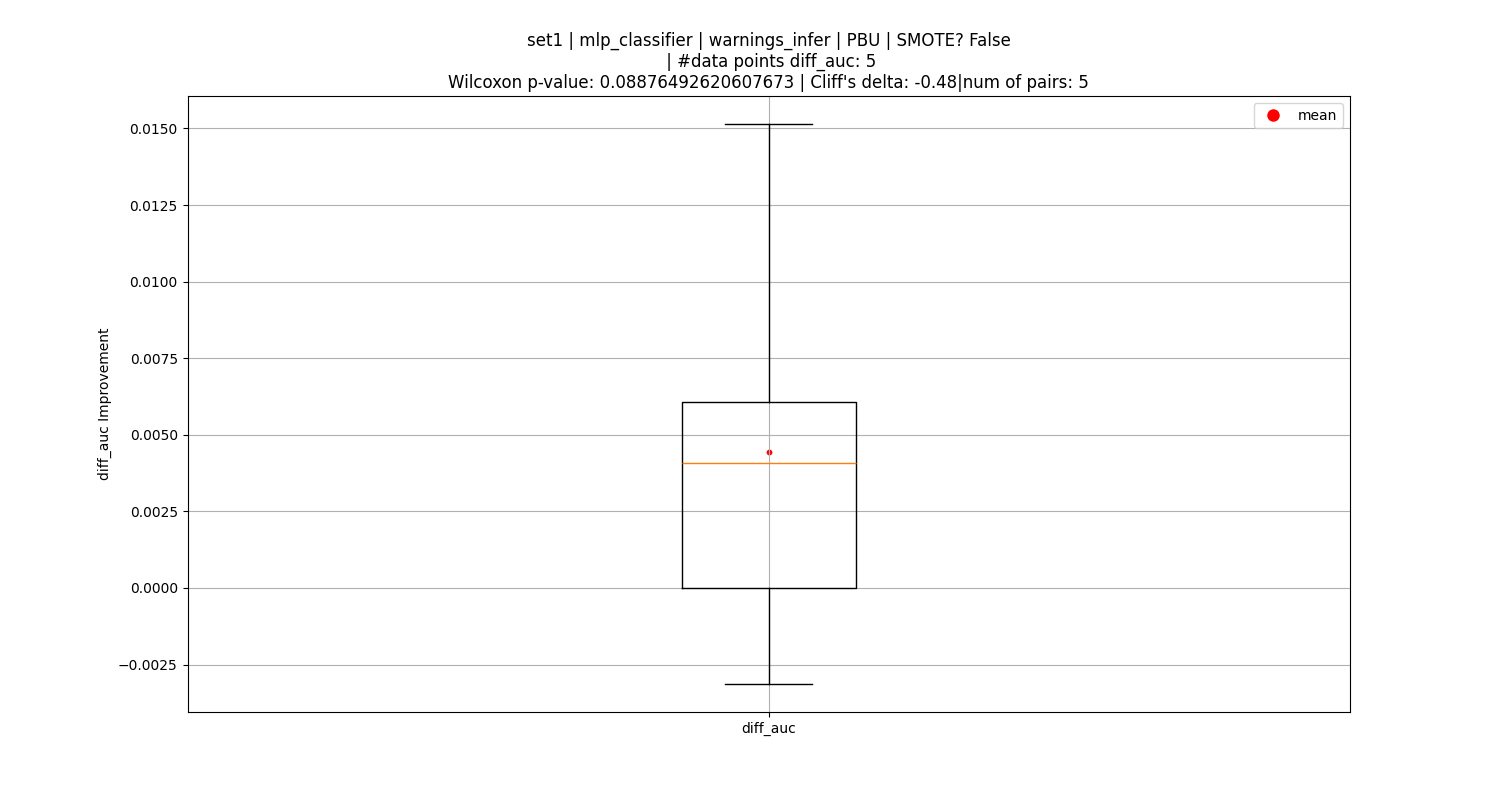 set1 | mlp_classifier | warnings_infer | PBU | SMOTE? False
| #data points diff_auc: 5
Wilcoxon p-value: 0.08876492620607673 | Cliff's delta: -0.48|num of pairs: 5
mean
0.0150
0.0125
0.0100
0.0075
0.0050
0.0025
0.0000
−0.0025
diff_auc Improvement
diff_auc